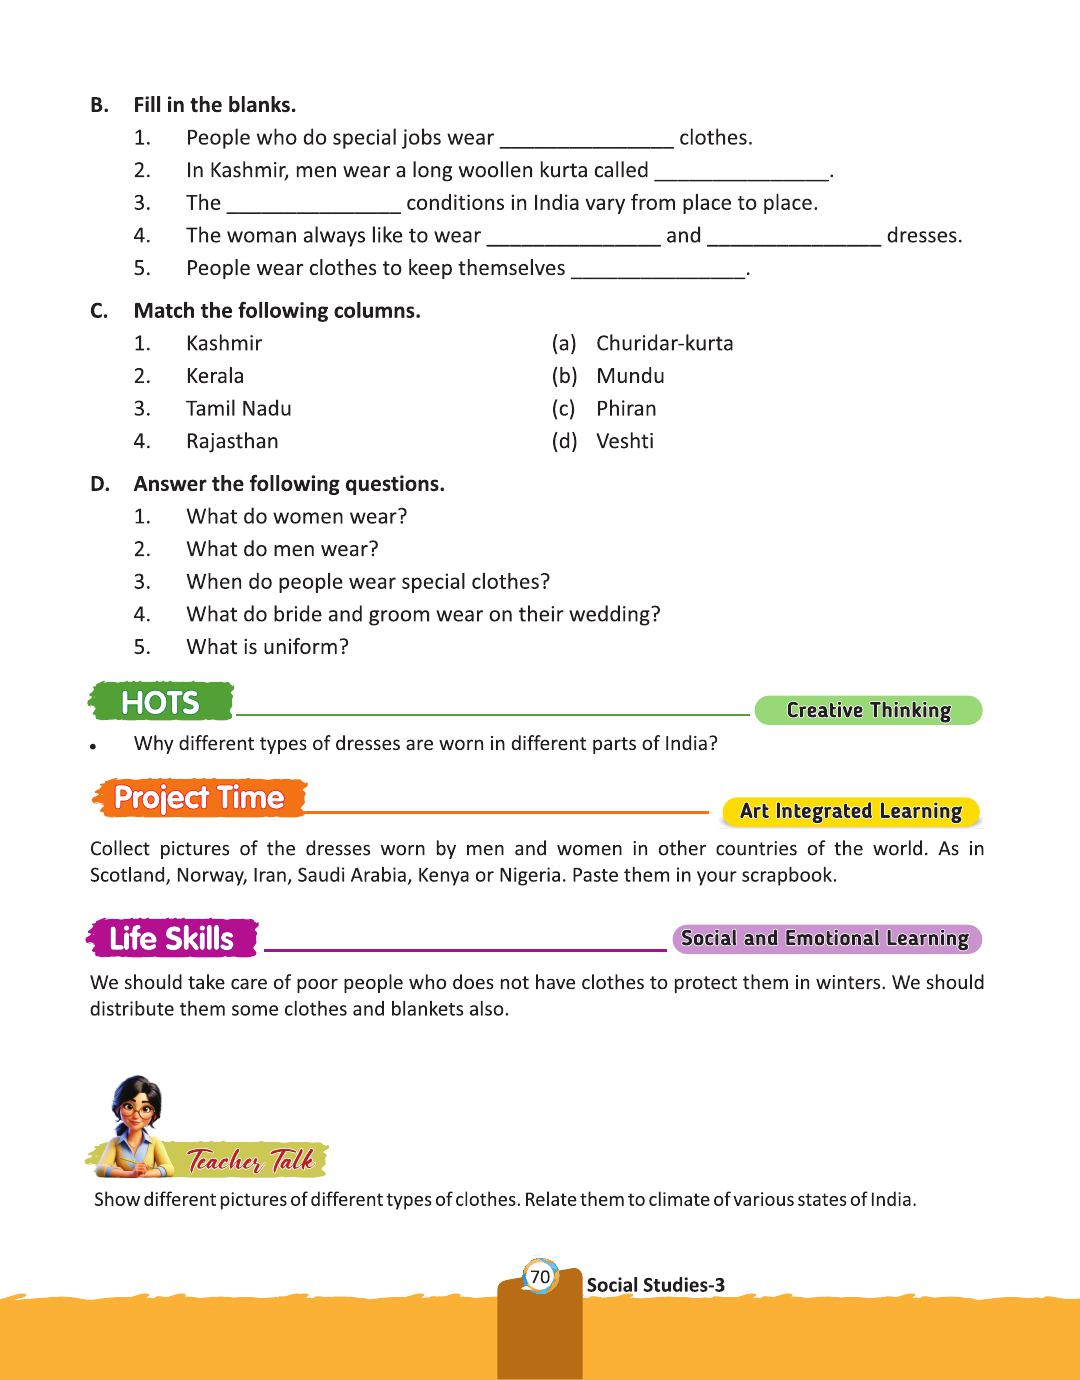 B. Fill in the blanks.
1. People who do special jobs wear _______________ clothes.
2. In Kashmir, men wear a long woollen kurta called _______________.
3. The _______________ conditions in India vary from place to place.
4. The woman always like to wear _______________ and _______________ dresses.
5. People wear clothes to keep themselves _______________.
C. Match the following columns.
1. Kashmir (a) Churidar-kurta
2. Kerala (b) Mundu
3. Tamil Nadu (c) Phiran
4. Rajasthan (d) Veshti
D. Answer the following questions.
1. What do women wear?
2. What do men wear?
3. When do people wear special clothes?
4. What do bride and groom wear on their wedding?
5. What is uniform?
HOTS Creative Thinking
• Why different types of dresses are worn in different parts of India?
Project Time Art Integrated Learning
Collect pictures of the dresses worn by men and women in other countries of the world. As in
Scotland, Norway, Iran, Saudi Arabia, Kenya or Nigeria. Paste them in your scrapbook.
Life Skills Social and Emotional Learning
We should take care of poor people who does not have clothes to protect them in winters. We should
distribute them some clothes and blankets also.
Teacher Talk
Show different pictures of different types of clothes. Relate them to climate of various states of India.
70 Social Studies-3